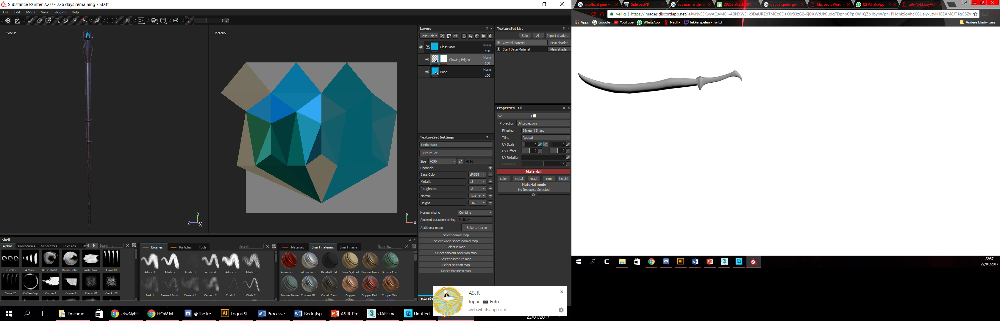 Substance Painter 2.2.0 - 226 days remaining - Staff
File Edit Mode View Plugins Help
8
Material
Material
Y
Z
X
V
U
Layers
Base Colc
Glass Visor
Norm
100
Glowing Edges
Norm
100
Base
Norm
100
TextureSet Settings
Undo stack
TextureSet
Size 4096 4096
Channels
Base Color sRGB8
Metallic L8
Roughness L8
Normal RGB16F
Height L16F
Normal mixing Combine
Ambient occlusion mixing Multiply
Additional maps Bake textures
Select normal map
Select world space normal map
Select id map
Select ambient occlusion map
Select curvature map
Select position map
Select thickness map
TextureSet List
Solo All Import shaders
Crystal Material Main shader
Staff Base Material Main shader
Properties - Fill
Fill
Projection UV projection
Filtering Bilinear | Sharp
Tiling Repeat
UV Scale 1 1
UV Offset 0 0
UV Rotation 0
Hardness 0.5
Material
color metal rough nrm height
Material mode
No Resource Selected
Or
Shelf
Alphas Procedurals Generators Textures Filt Search...
3 Circles 4 Marks Brush Rotat... Brush Rotat... Brush Strok... Claws 01
Claws 02 Coffee Cup Corner 1 Corner 2 Cracks 01 Cracks 02
Brushes Particles Tools Search...
Artistic 1 Artistic 2 Artistic 3 Artistic 4 Artistic 5 Artistic 6
Bark 1 Basmati Brush Cement 1 Cement 2 Chalk 1 Chalk 2
Materials Smart materials Smart masks Search...
Aluminium ... Aluminium ... Baseball Hat... Bone Stylized Bronze Armor Bronze Corr...
Bronze Statue Chrome Blu... Cobalt Dam... Copper Copper Red... Copper Worn
extureSe
ASJR
Joppe: Foto
web.whatsapp.com
Docume... .eJwNyEE... HOW M... @TheTre... Logos St... Procesve... Bedrijfsp... ASJR_Pre... sTAFF.ma... Untitled-...
22/01/2017
unofficial gear vr SideloadVR 3ds max render n 20258.attach dat de speler geb Microsoft Word - (2) WhatsApp .eJwNyEEKwyAQA
Veilig https://images.discordapp.net/
Apps Google YouTube WhatsApp Netflix lekkerspelen - Twitch Andere bladwijzers
22:57
22/01/2017